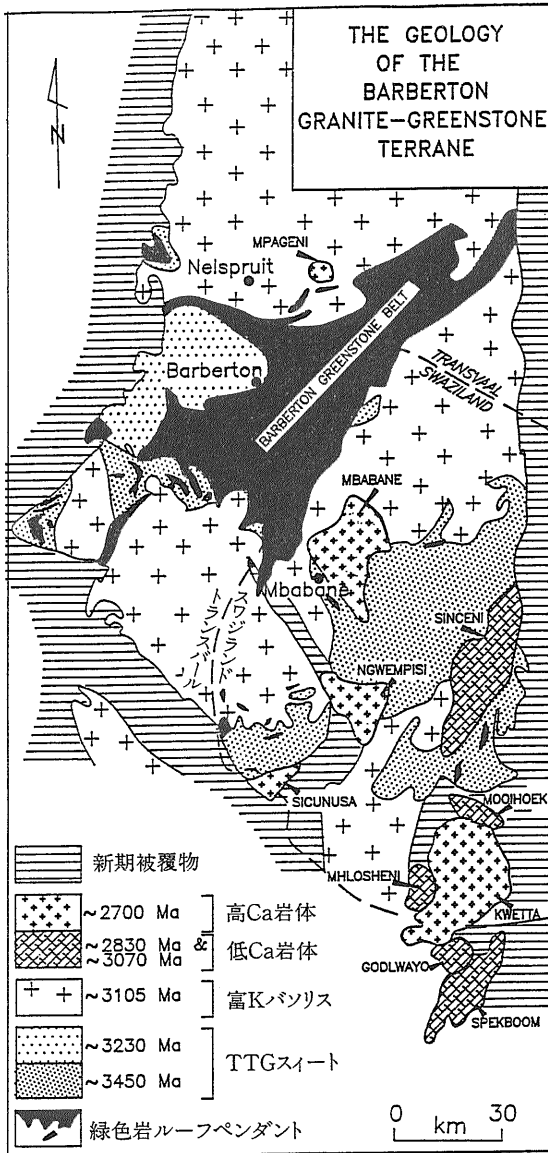 THE GEOLOGY
OF THE
BARBERTON
GRANITE-GREENSTONE
TERRANE
N
MPAGENI
Nelspruit
Barberton
BARBERTON GREENSTONE BELT
TRANSVAAL
SWAZILAND
MBABANE
Mbabane
スワジランド
トランスバール
SINCENI
NGWEMPISI
SICUNUSA
MOOIHOEK
MHLOSHENI
KWETTA
GODLWAYO
SPEKBOOM
新期被覆物
~2700 Ma
高Ca岩体
~2830 Ma &
~3070 Ma
低Ca岩体
~3105 Ma
富Kバソリス
~3230 Ma
~3450 Ma
TTGスィート
緑色岩ルーフペンダント
0 30
km